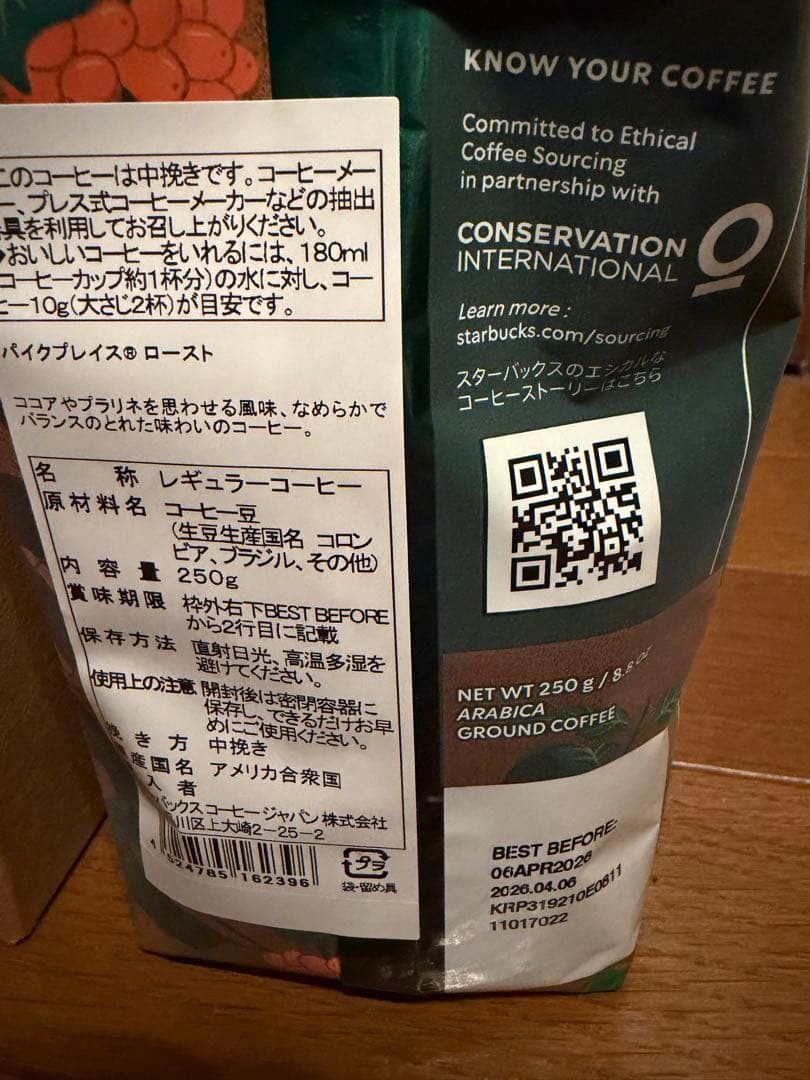 このコーヒーは中挽きです。コーヒーメー
ー、プレス式コーヒーメーカーなどの抽出
具を利用してお召し上がりください。
おいしいコーヒーをいれるには、180ml
コーヒーカップ約1杯分)の水に対し、コー
ヒー10g(大さじ2杯)が目安です。
パイクプレイス® ロースト
ココアやプラリネを思わせる風味、なめらかで
バランスのとれた味わいのコーヒー。
名 称 レギュラーコーヒー
原材料名 コーヒー豆
(生豆生産国名 コロン
ビア、ブラジル、その他)
内容量 250g
賞味期限 枠外右下BEST BEFORE
から2行目に記載
保存方法 直射日光、高温多湿を
避けてください。
使用上の注意 開封後は密閉容器に
保存し、できるだけお早
めにご使用ください。
挽き方 中挽き
産国名 アメリカ合衆国
入者
バックス コーヒー ジャパン 株式会社
川区上大崎2-25-2
4 524785 162396
プラ
袋・留め具
KNOW YOUR COFFEE
Committed to Ethical
Coffee Sourcing
in partnership with
CONSERVATION
INTERNATIONAL
Learn more :
starbucks.com/sourcing
スターバックスのエシカルな
コーヒーストーリーはこちら
NET WT 250 g / 8.8 oz
ARABICA
GROUND COFFEE
BEST BEFORE:
06APR2026
2026.04.06
KRP319210E0811
11017022